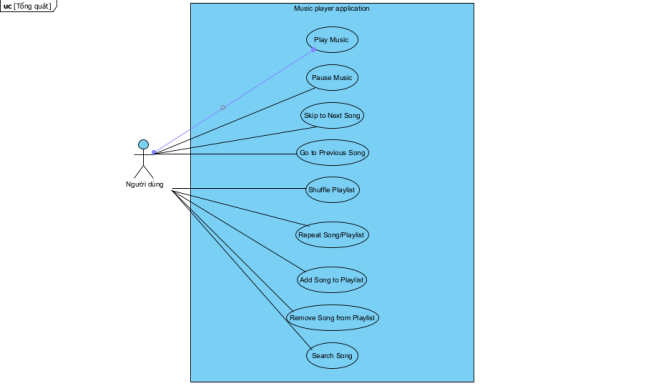 uc [Tổng quát]
Music player application
Play Music
Pause Music
Skip to Next Song
Go to Previous Song
Người dùng
Shuffle Playlist
Repeat Song/Playlist
Add Song to Playlist
Remove Song from Playlist
Search Song